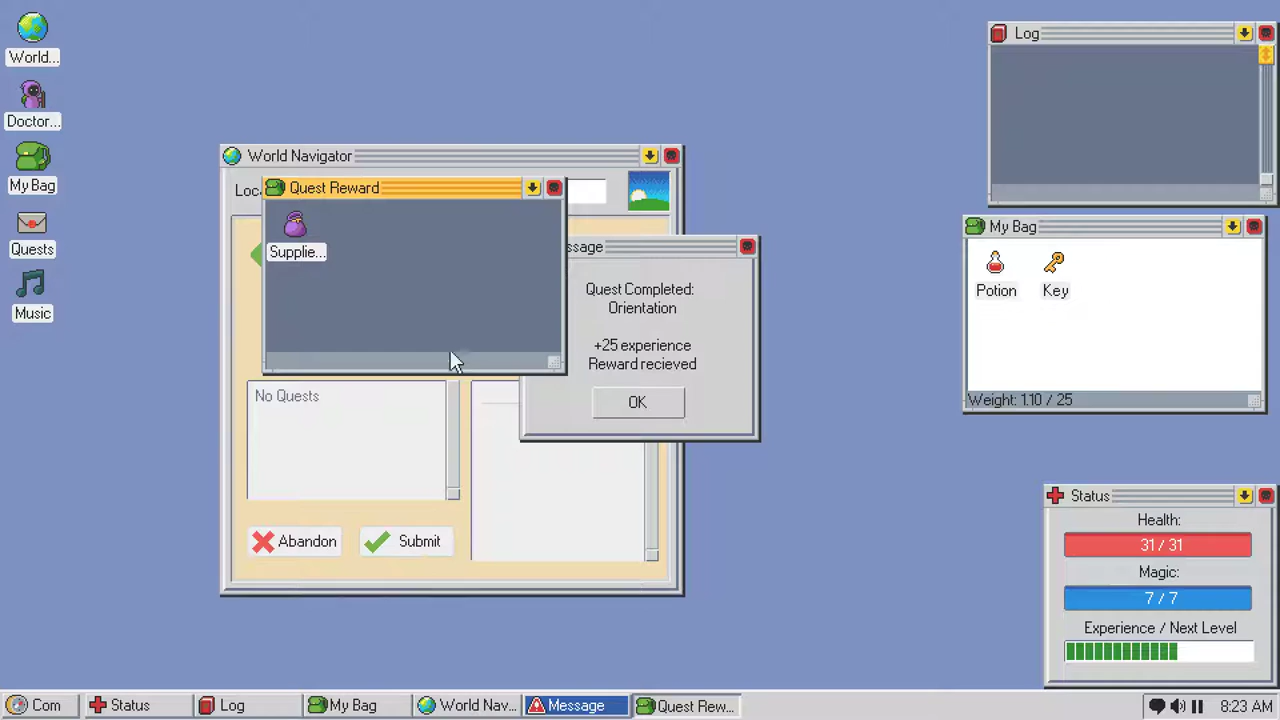 World...
Doctor...
My Bag
Quests
Music
World Navigator
Loc
Quest Reward
Supplie...
ssage
Quest Completed:
Orientation
+25 experience
Reward recieved
OK
No Quests
Abandon
Submit
Log
My Bag
Potion
Key
Weight: 1.10 / 25
Status
Health:
31 / 31
Magic:
7 / 7
Experience / Next Level
Com
Status
Log
My Bag
World Nav...
Message
Quest Rew...
8:23 AM